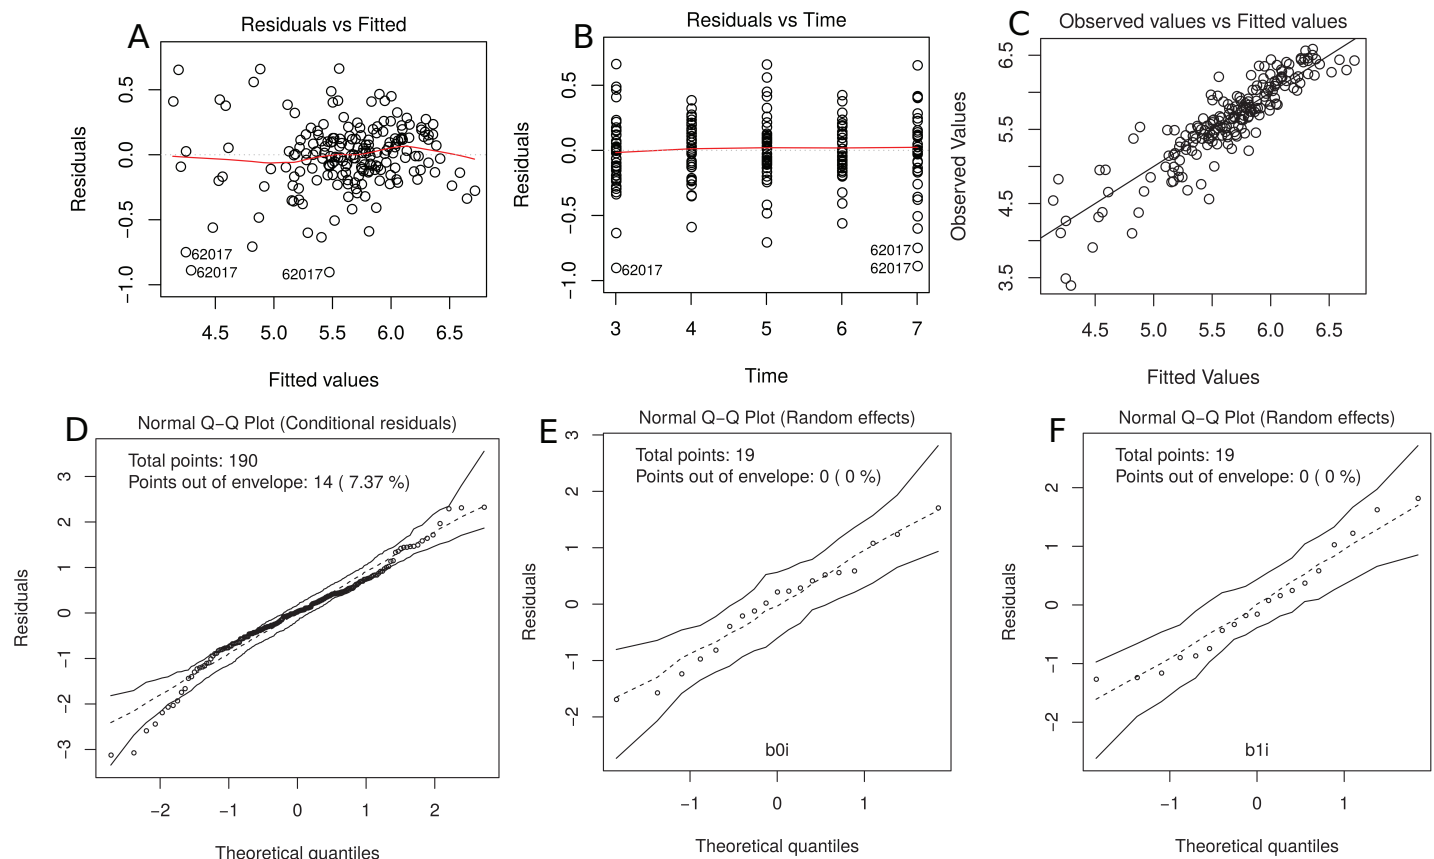 A
Residuals vs Fitted
Residuals
0.5
0.0
−0.5
−1.0
62017
62017
62017
4.5 5.0 5.5 6.0 6.5
Fitted values
B
Residuals vs Time
Residuals
0.5
0.0
−0.5
−1.0
62017
62017
62017
3 4 5 6 7
Time
C
Observed values vs Fitted values
Observed Values
6.5
5.5
4.5
3.5
4.5 5.0 5.5 6.0 6.5
Fitted Values
D
Normal Q−Q Plot (Conditional residuals)
Total points: 190
Points out of envelope: 14 ( 7.37 %)
Residuals
3
2
1
0
−1
−2
−3
−2 −1 0 1 2
Theoretical quantiles
E
Normal Q−Q Plot (Random effects)
Total points: 19
Points out of envelope: 0 ( 0 %)
Residuals
3
2
1
0
−1
−2
b0i
−1 0 1
Theoretical quantiles
F
Normal Q−Q Plot (Random effects)
Total points: 19
Points out of envelope: 0 ( 0 %)
Residuals
2
1
0
−1
−2
b1i
−1 0 1
Theoretical quantiles